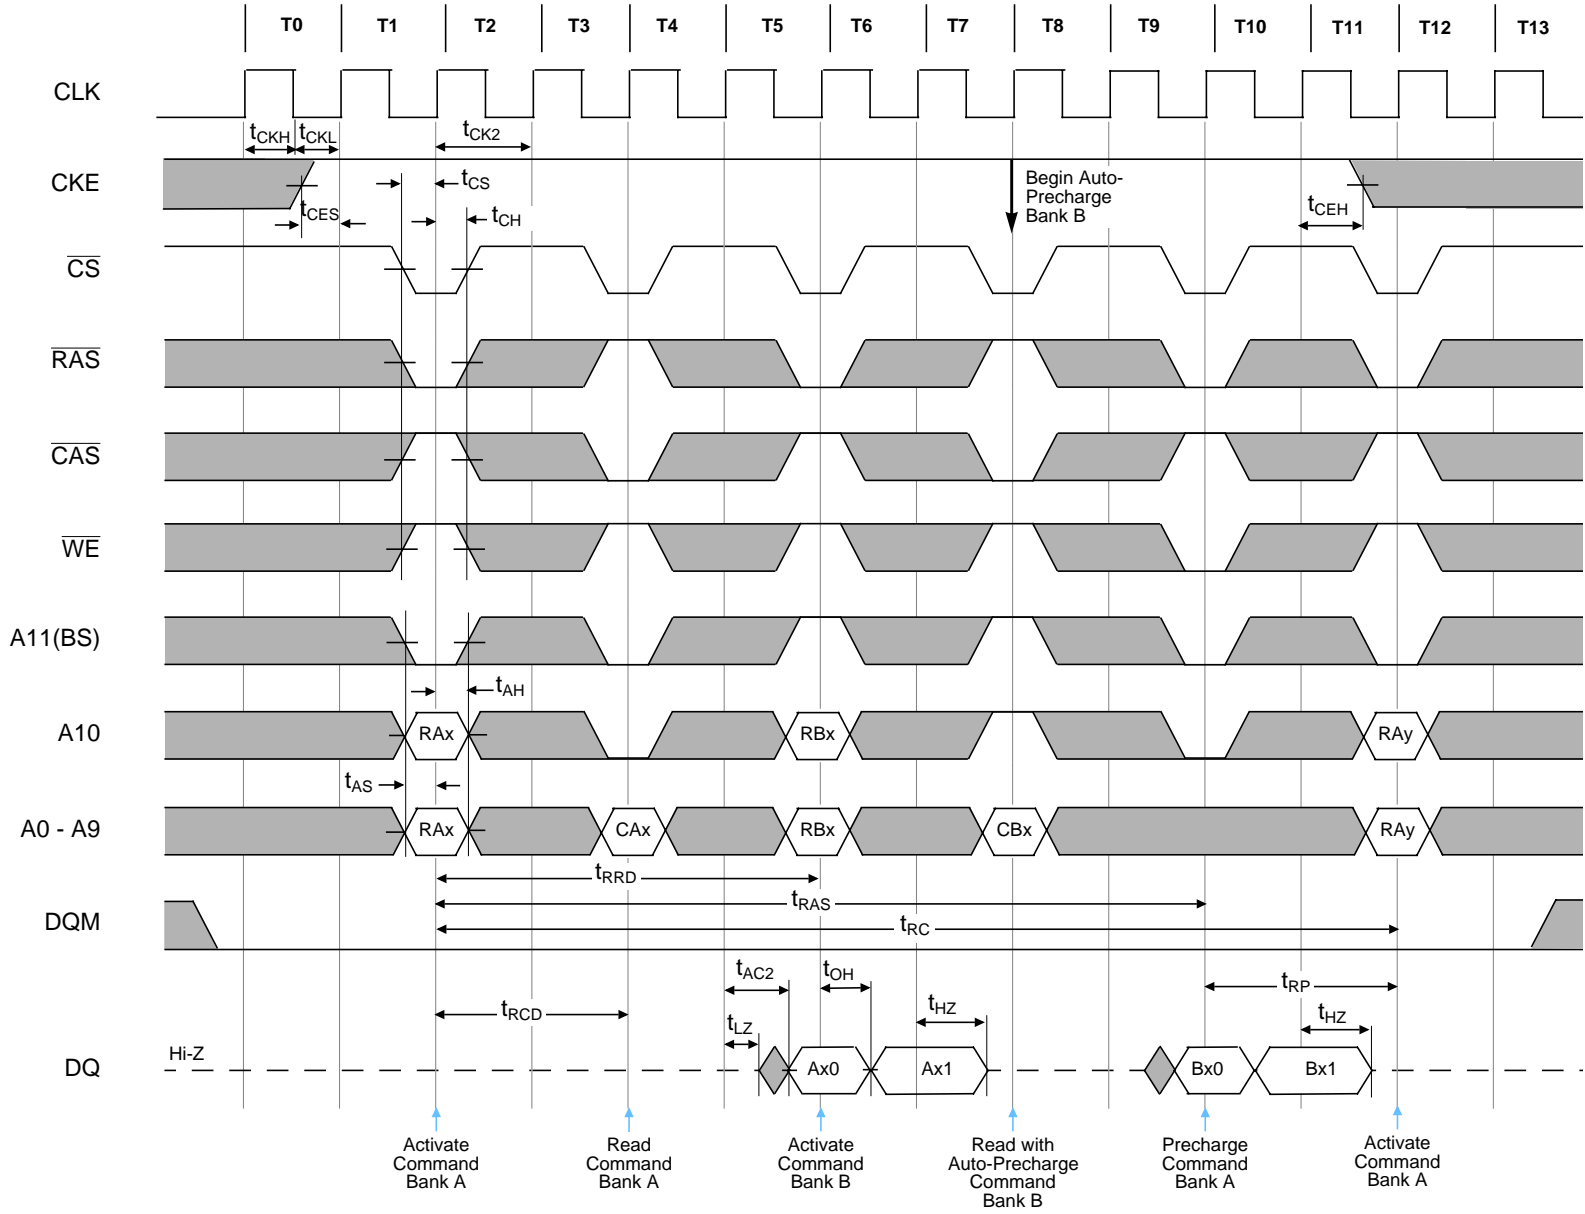 T0 T1 T2 T3 T4 T5 T6 T7 T8 T9 T10 T11 T12 T13
CLK
tCKH tCKL tCK2
CKE
tCS
Begin Auto-
Precharge
Bank B
tCES
tCH
tCEH
CS
RAS
CAS
WE
A11(BS)
tAH
A10
RAx RBx RAy
tAS
A0 - A9
RAx CAx RBx CBx RAy
tRRD
tRAS
DQM
tRC
tAC2 tOH
tRP
tRCD
tLZ
tHZ
tHZ
Hi-Z
DQ
Ax0 Ax1 Bx0 Bx1
Activate
Command
Bank A
Read
Command
Bank A
Activate
Command
Bank B
Read with
Auto-Precharge
Command
Bank B
Precharge
Command
Bank A
Activate
Command
Bank A